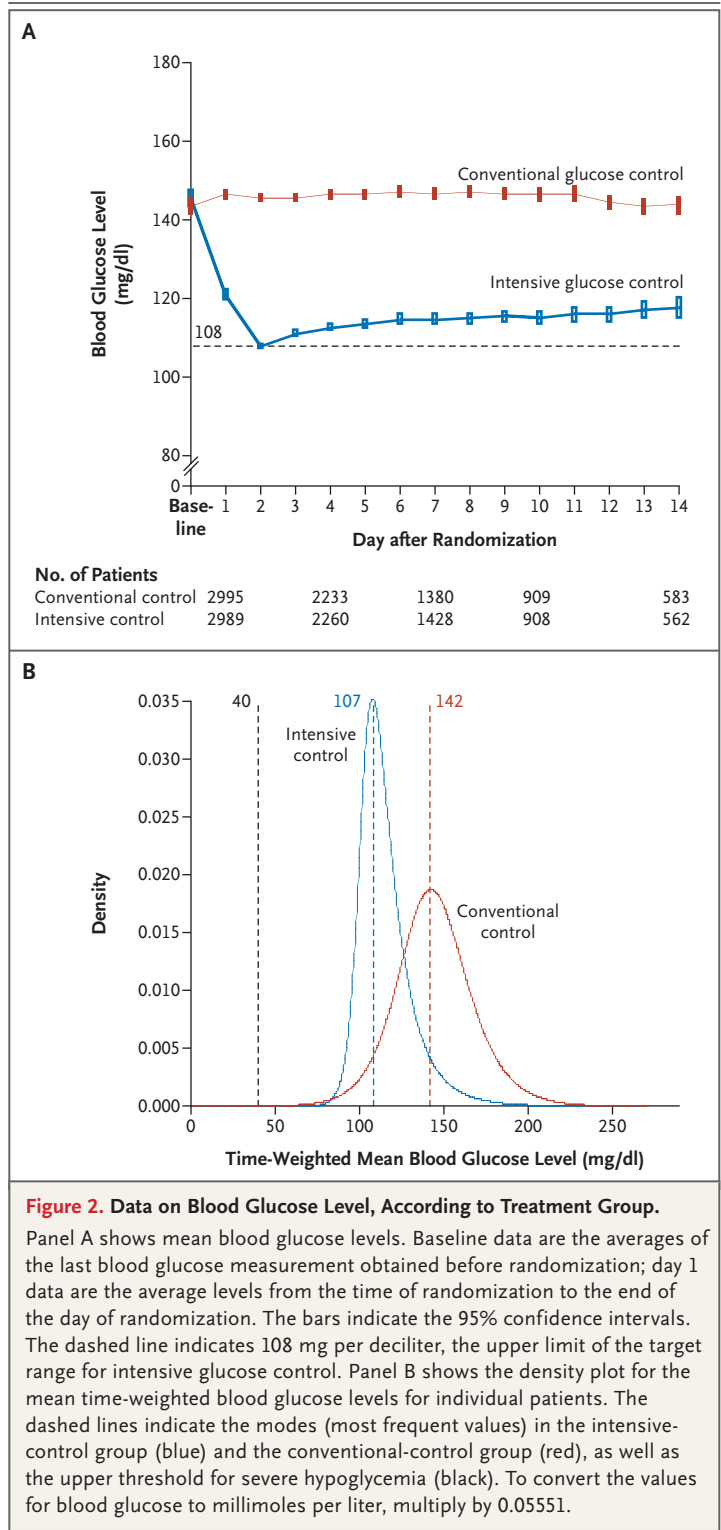 A
180
160
140
120
100
80
0
Blood Glucose Level
(mg/dl)
Conventional glucose control
Intensive glucose control
108
Base-
line
1 2 3 4 5 6 7 8 9 10 11 12 13 14
Day after Randomization
No. of Patients
Conventional control 2995 2233 1380 909 583
Intensive control 2989 2260 1428 908 562
B
0.035
0.030
0.025
0.020
0.015
0.010
0.005
0.000
Density
40 107 142
Intensive
control
Conventional
control
0 50 100 150 200 250
Time-Weighted Mean Blood Glucose Level (mg/dl)
Figure 2. Data on Blood Glucose Level, According to Treatment Group.
Panel A shows mean blood glucose levels. Baseline data are the averages of
the last blood glucose measurement obtained before randomization; day 1
data are the average levels from the time of randomization to the end of
the day of randomization. The bars indicate the 95% confidence intervals.
The dashed line indicates 108 mg per deciliter, the upper limit of the target
range for intensive glucose control. Panel B shows the density plot for the
mean time-weighted blood glucose levels for individual patients. The
dashed lines indicate the modes (most frequent values) in the intensive-
control group (blue) and the conventional-control group (red), as well as
the upper threshold for severe hypoglycemia (black). To convert the values
for blood glucose to millimoles per liter, multiply by 0.05551.